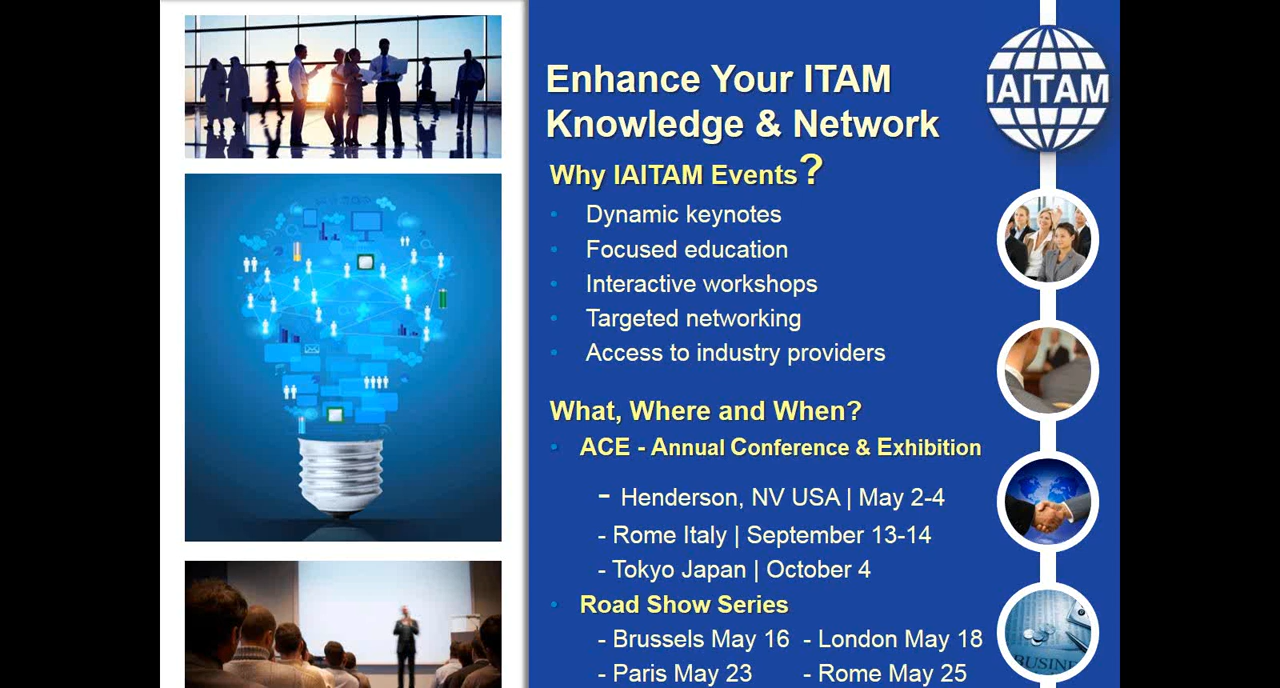 Enhance Your ITAM
Knowledge & Network
IAITAM
Why IAITAM Events?
• Dynamic keynotes
• Focused education
• Interactive workshops
• Targeted networking
• Access to industry providers
What, Where and When?
• ACE - Annual Conference & Exhibition
- Henderson, NV USA | May 2-4
- Rome Italy | September 13-14
- Tokyo Japan | October 4
• Road Show Series
- Brussels May 16 - London May 18
- Paris May 23 - Rome May 25
BUSINE